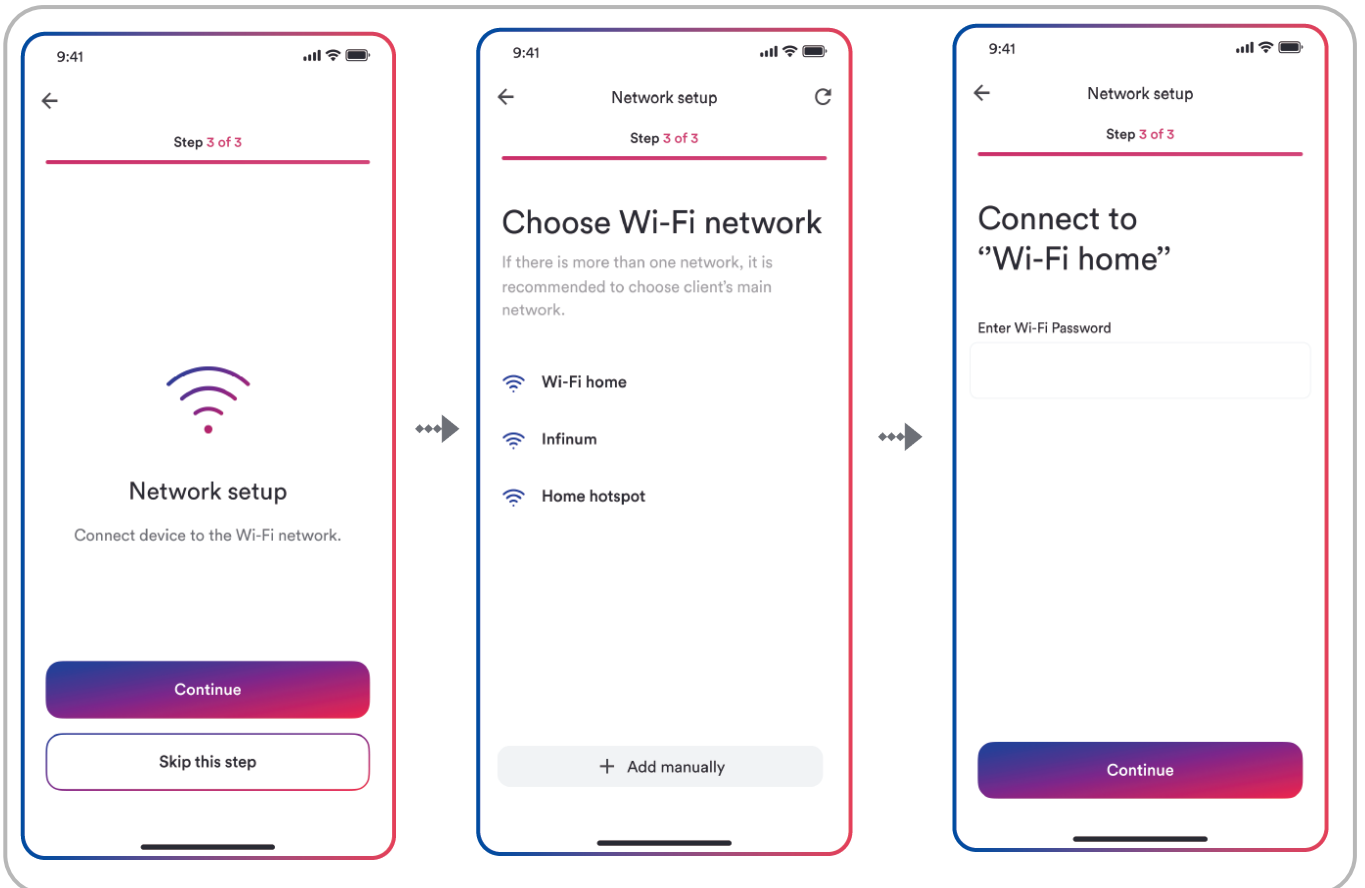 9:41
Step 3 of 3
Network setup
Connect device to the Wi-Fi network.
Continue
Skip this step
9:41
Network setup
Step 3 of 3
Choose Wi-Fi network
If there is more than one network, it is
recommended to choose client's main
network.
Wi-Fi home
Infinum
Home hotspot
+ Add manually
9:41
Network setup
Step 3 of 3
Connect to
‘’Wi-Fi home’’
Enter Wi-Fi Password
Continue